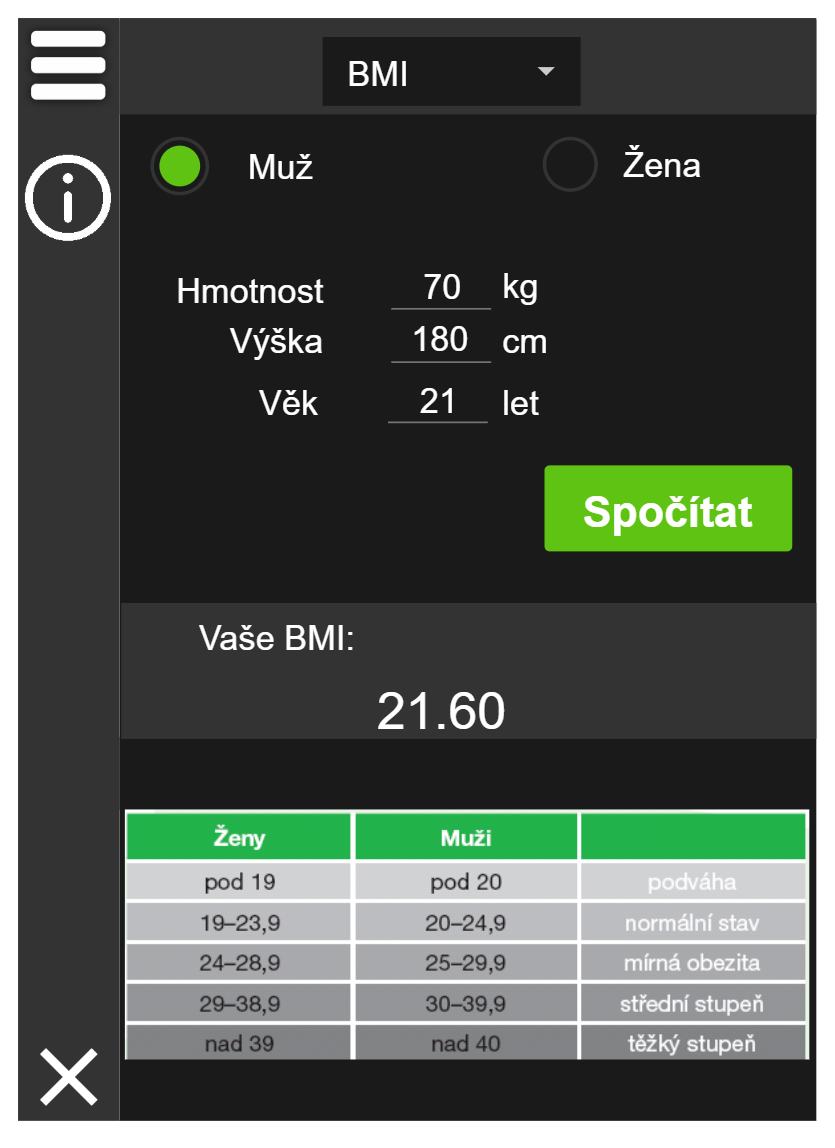 BMI
Muž Žena
Hmotnost 70 kg
Výška 180 cm
Věk 21 let
Spočítat
Vaše BMI:
21.60
Ženy Muži
pod 19 pod 20 podváha
19–23,9 20–24,9 normální stav
24–28,9 25–29,9 mírná obezita
29–38,9 30–39,9 střední stupeň
nad 39 nad 40 těžký stupeň